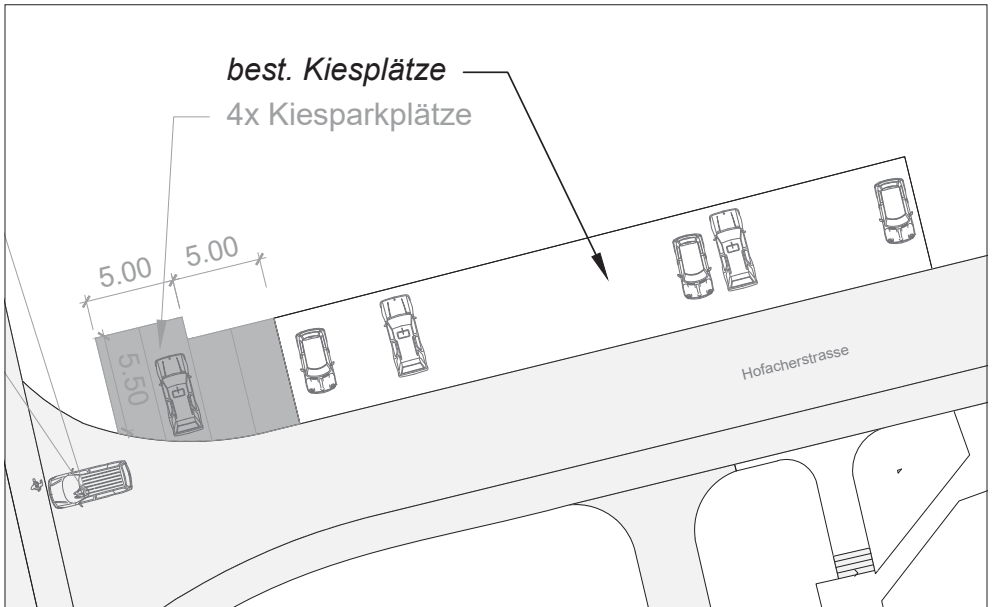 best. Kiesplätze
4x Kiesparkplätze
5.00
5.00
5.50
Hofacherstrasse